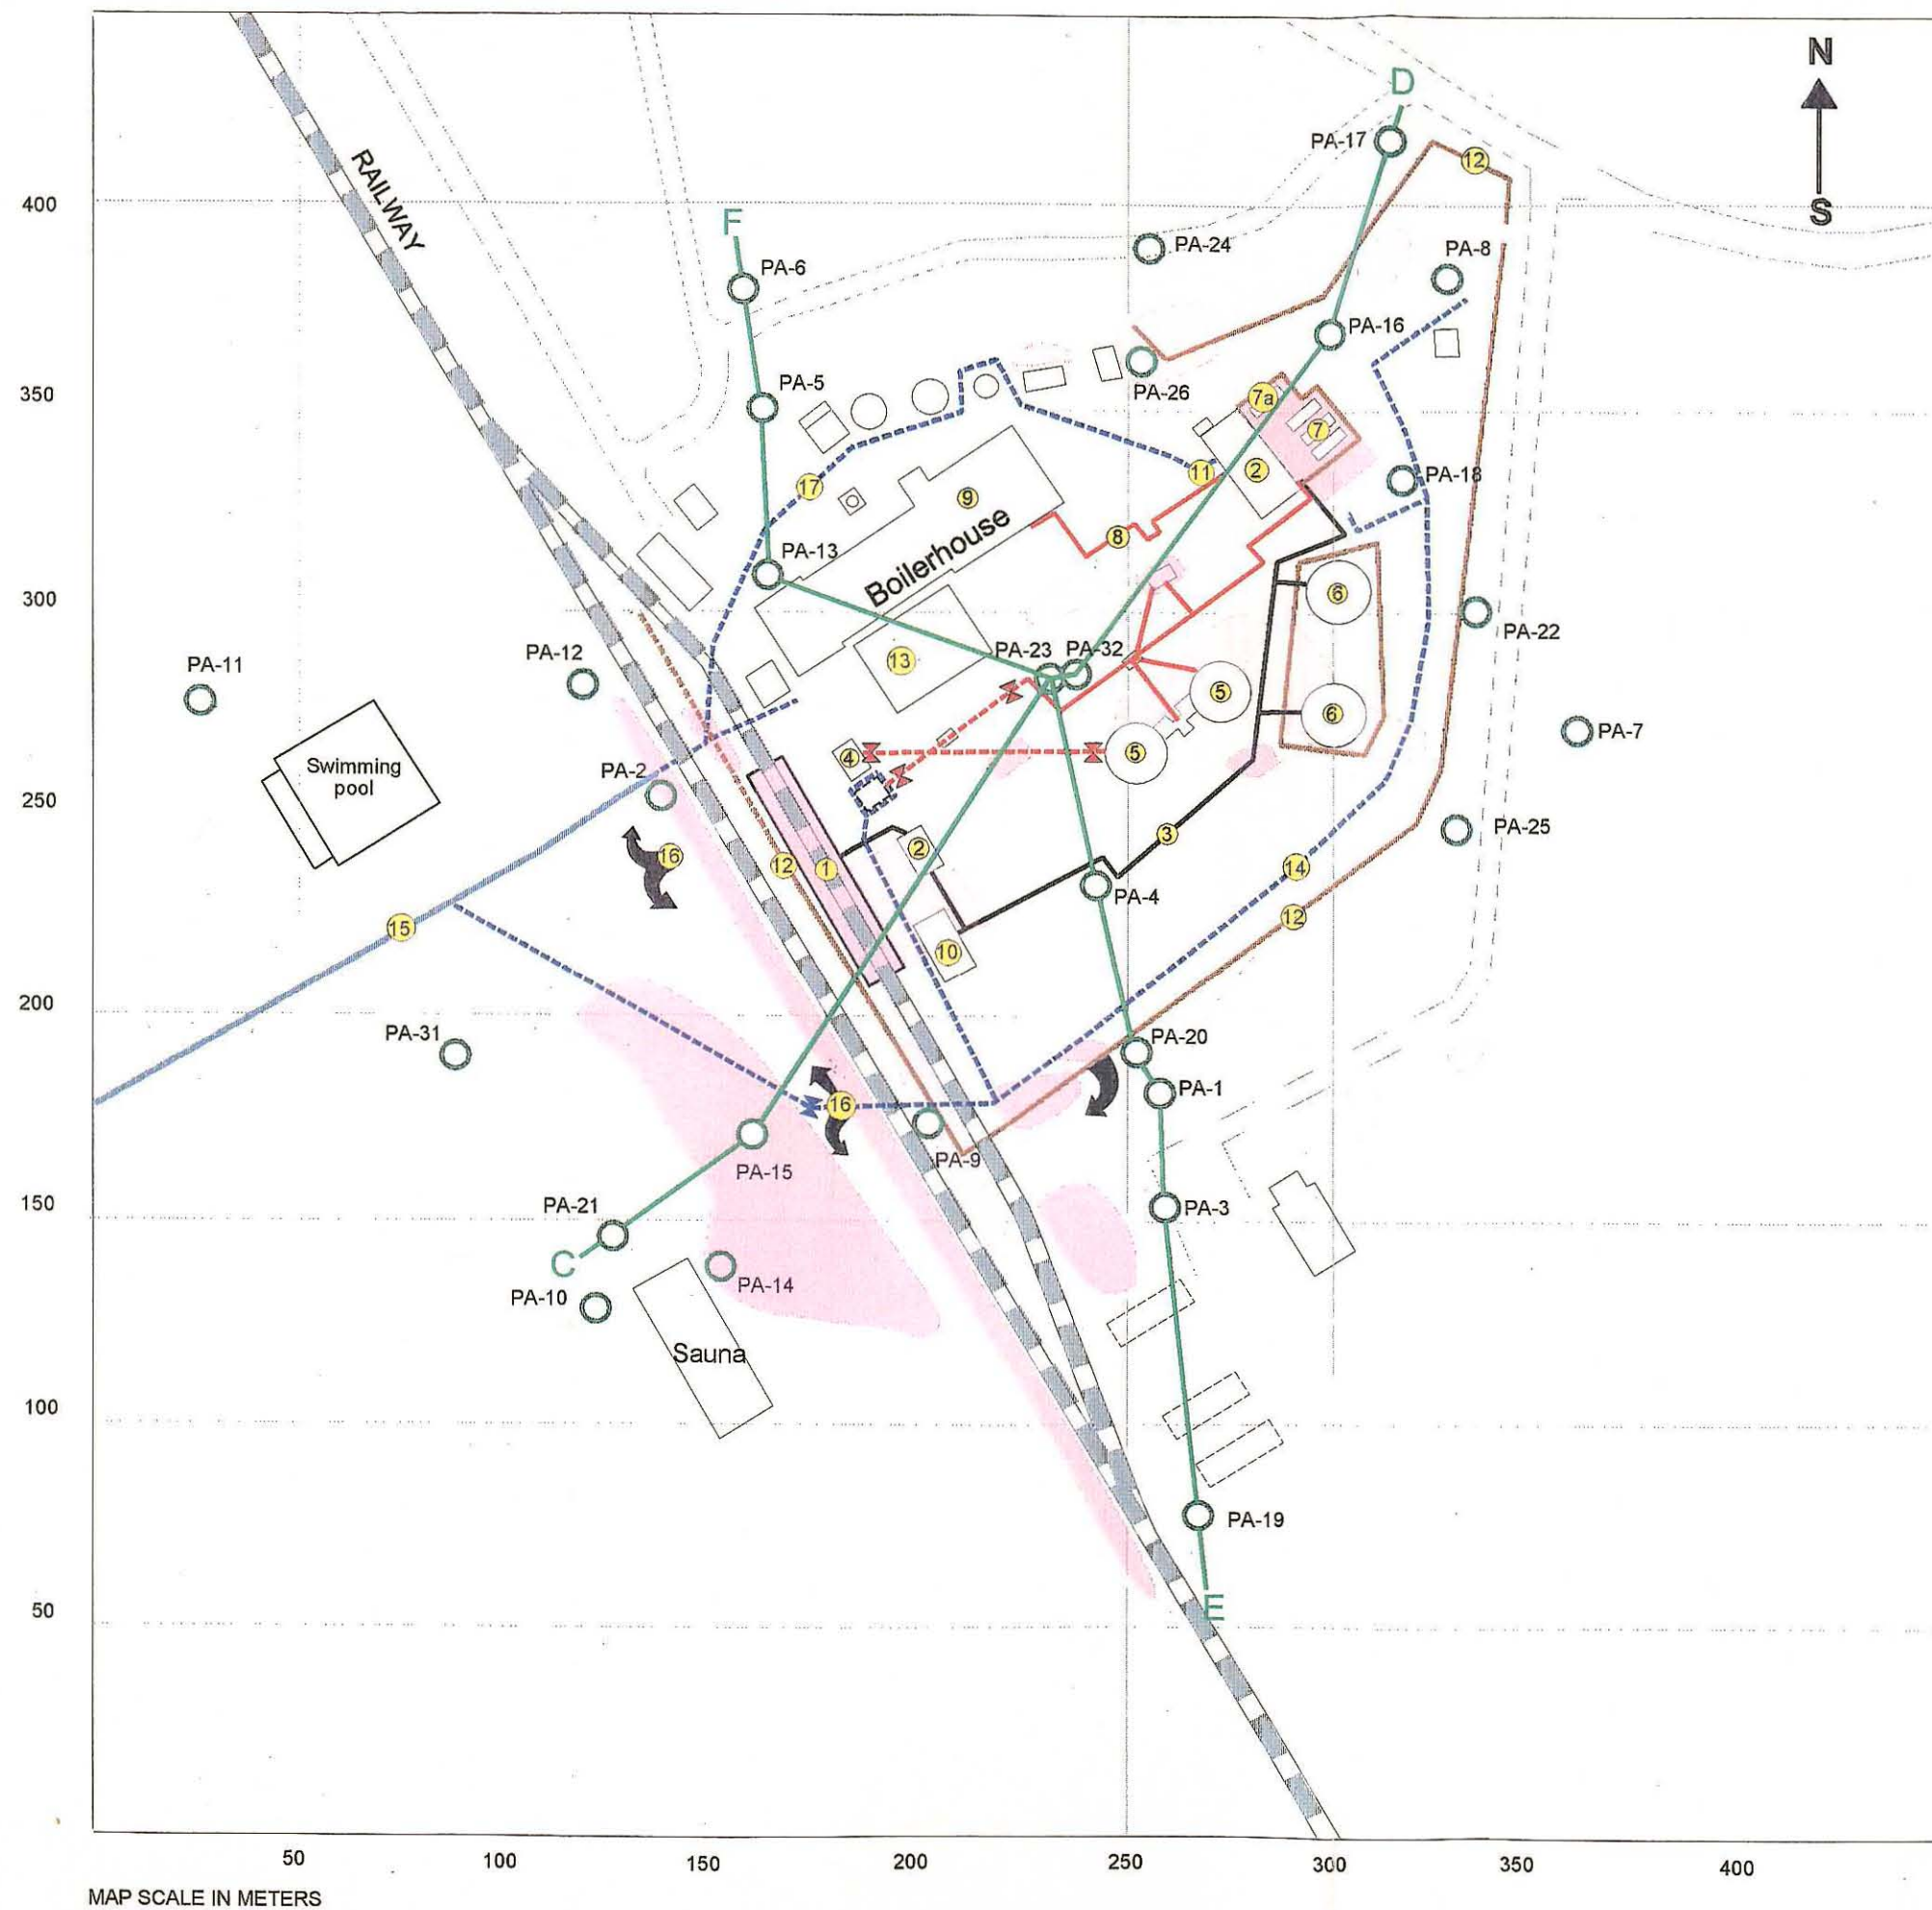 N
D
PA-17
12
RAILWAY
400
S
F
PA-24
PA-8
PA-6
PA-16
350
PA-5
PA-26
7a
7
11
2
PA-18
17
9
8
PA-13
Boilerhouse
300
6
PA-22
PA-12
PA-23
PA-32
PA-11
13
5
6
PA-7
Swimming
pool
4
5
PA-2
250
3
PA-25
16
12
1
2
14
PA-4
12
15
10
200
PA-31
PA-20
PA-1
16
PA-9
PA-15
150
PA-21
PA-3
C
PA-14
PA-10
Sauna
100
PA-19
50
E
50
100
150
200
250
300
350
400
MAP SCALE IN METERS